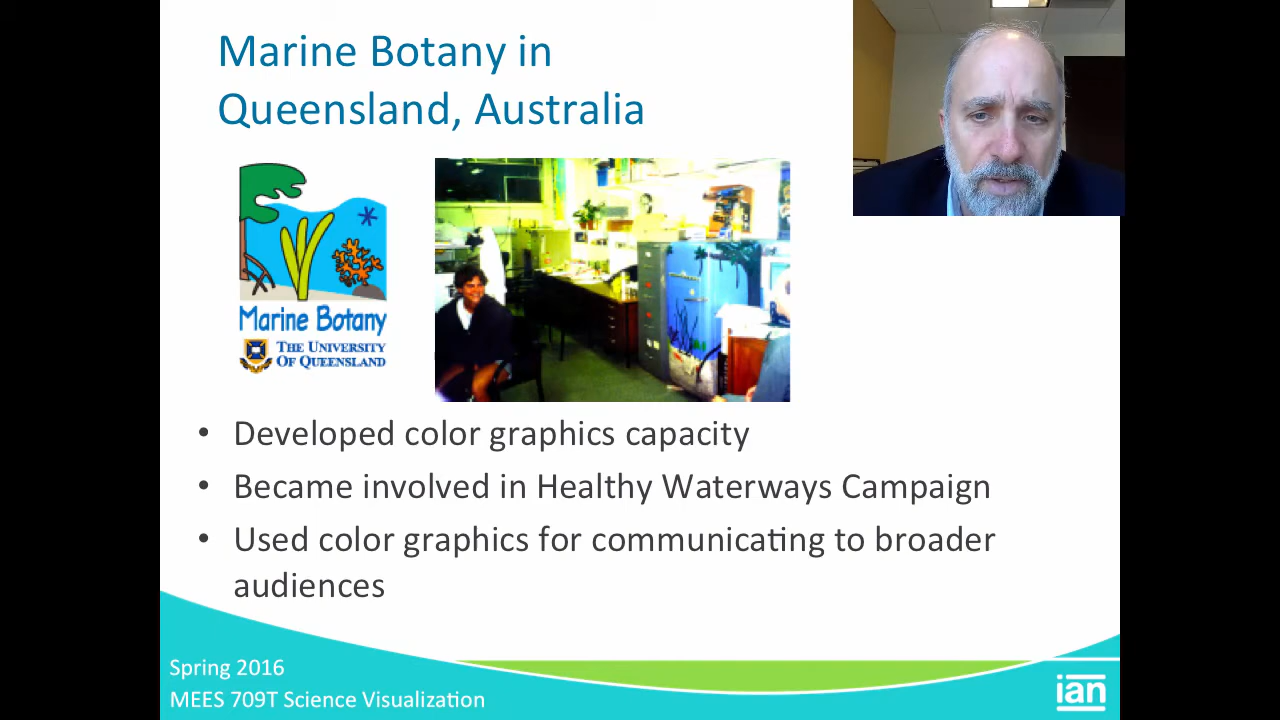 Marine Botany in
Queensland, Australia
Marine Botany
THE UNIVERSITY
OF QUEENSLAND
• Developed color graphics capacity
• Became involved in Healthy Waterways Campaign
• Used color graphics for communicating to broader
audiences
Spring 2016
MEES 709T Science Visualization
ian